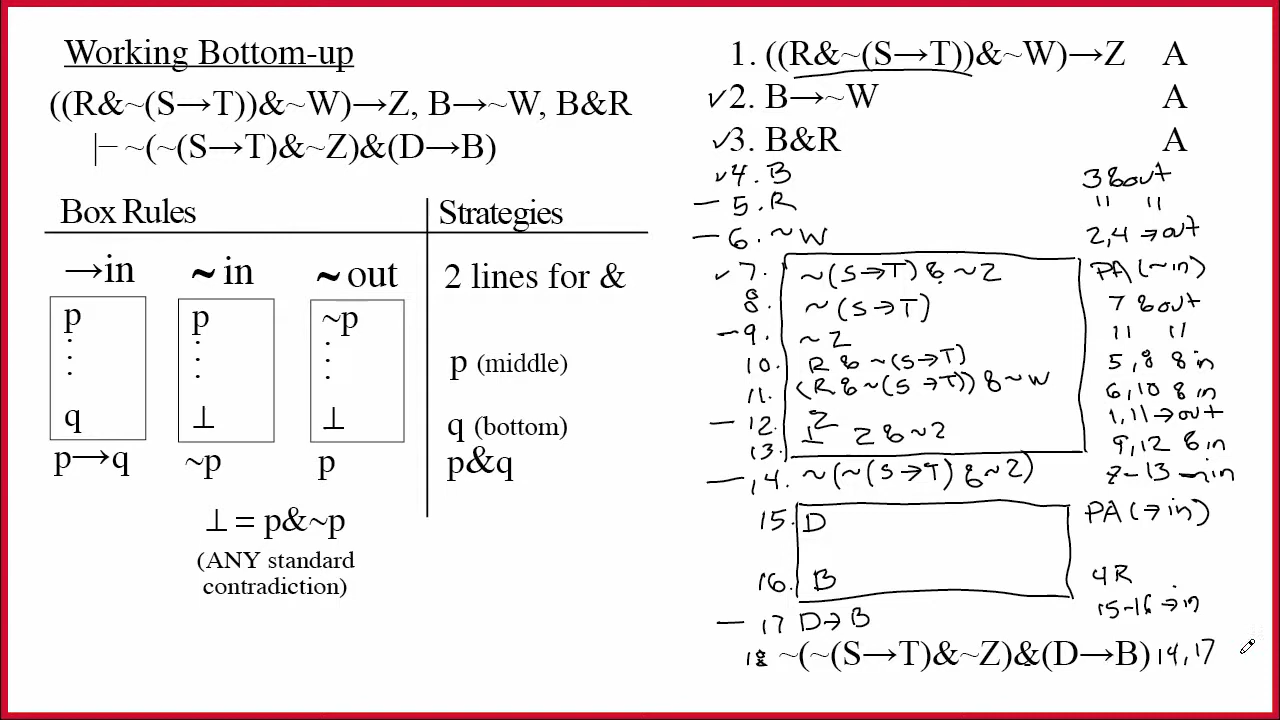 Working Bottom-up
((R&~(S→T))&~W)→Z, B→~W, B&R
|− ~(~(S→T)&~Z)&(D→B)
Box Rules
Strategies
→in ~in ~out
2 lines for &
p p ~p
p (middle)
q ⊥ ⊥
q (bottom)
p→q ~p p
p&q
⊥ = p&~p
(ANY standard
contradiction)
1. ((R&~(S→T))&~W)→Z A
✓2. B→~W A
✓3. B&R A
✓4. B 3 &out
— 5. R " "
— 6. ~W 2,4 →out
✓7. ~(S→T) & ~Z PA (~in)
8. ~(S→T) 7 &out
— 9. ~Z " "
10. R & ~(S→T) 5,8 & in
11. (R & ~(S→T)) & ~W 6,10 & in
— 12. Z 1,11 →out
13. ⊥ Z & ~Z 9,12 & in
— 14. ~(~(S→T) & ~Z) 7–13 ~in
15. D PA (→in)
16. B 4R
— 17 D→B 15–16 →in
18 ~(~(S→T)&~Z)&(D→B) 14,17